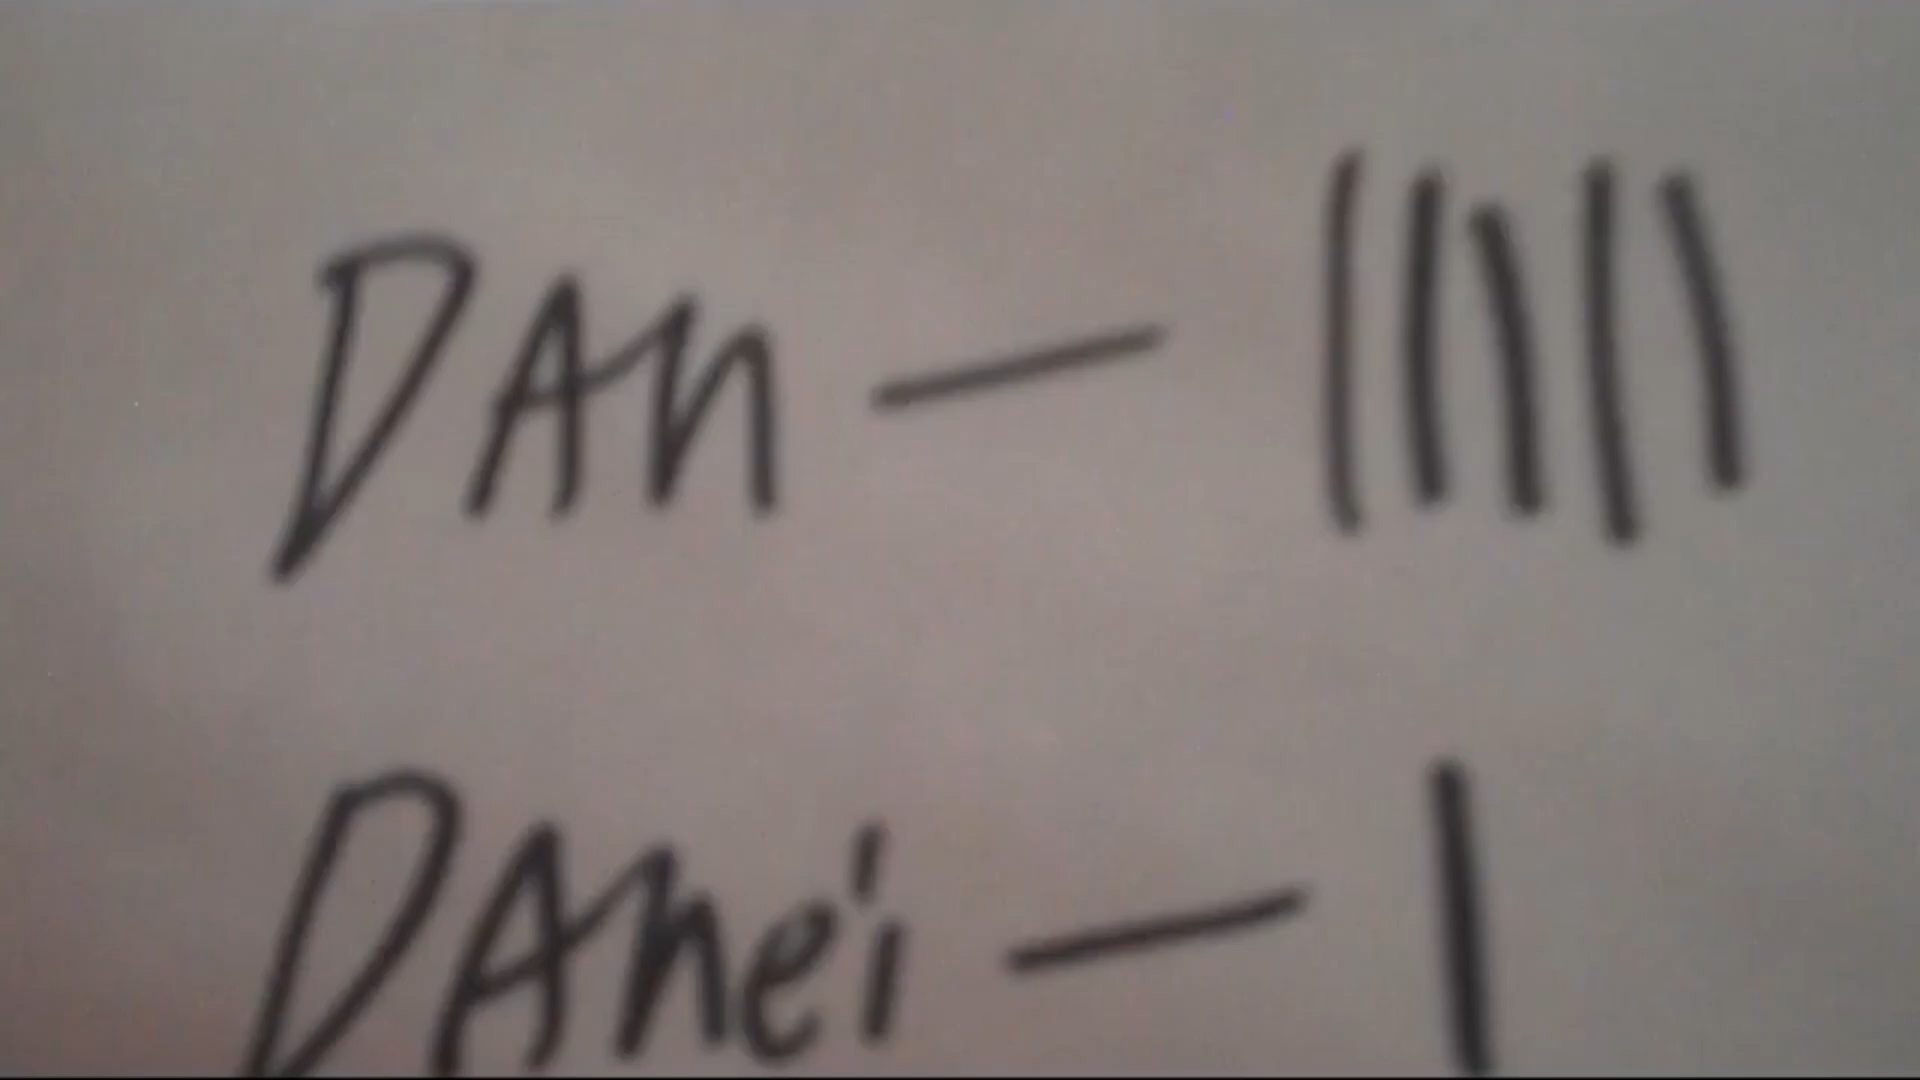 DAn — |||||
DAnei — |